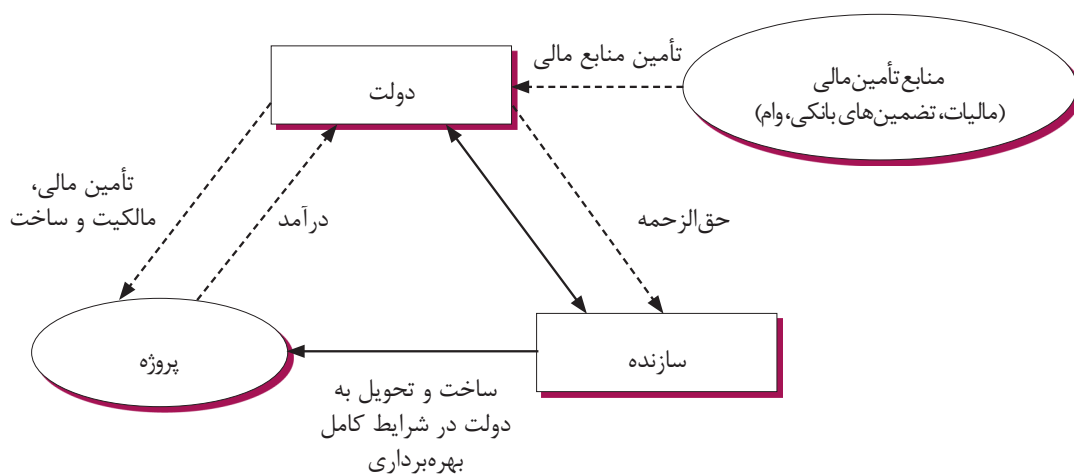 تأمین منابع مالی
منابع تأمین‌مالی
(مالیات، تضمین‌های بانکی، وام)
دولت
تأمین مالی،
مالکیت و ساخت
درآمد
حق‌الزحمه
پروژه
سازنده
ساخت و تحویل به
دولت در شرایط کامل
بهره‌برداری